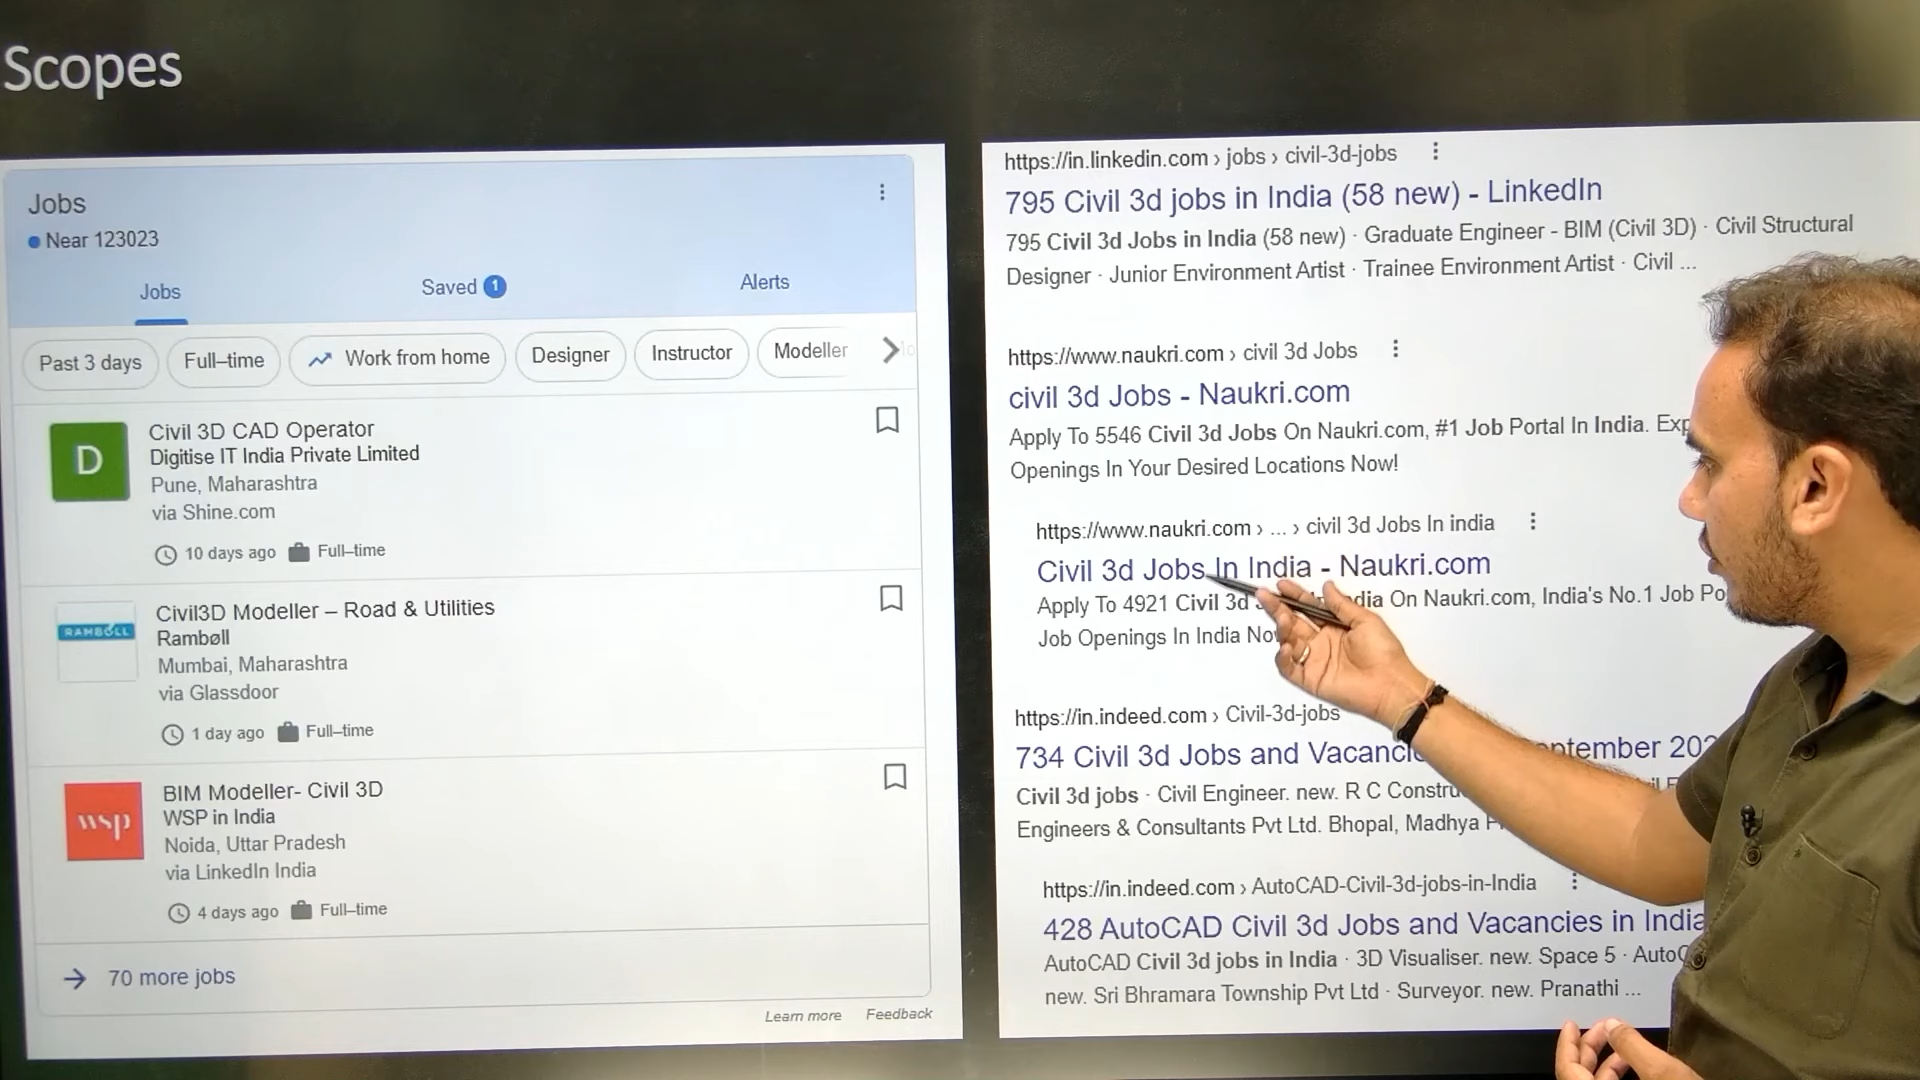 Scopes
Jobs
Near 123023
Jobs
Saved 1
Alerts
Past 3 days
Full–time
Work from home
Designer
Instructor
Modeller
D
Civil 3D CAD Operator
Digitise IT India Private Limited
Pune, Maharashtra
via Shine.com
10 days ago
Full–time
RAMBOLL
Civil3D Modeller – Road & Utilities
Rambøll
Mumbai, Maharashtra
via Glassdoor
1 day ago
Full–time
wsp
BIM Modeller- Civil 3D
WSP in India
Noida, Uttar Pradesh
via LinkedIn India
4 days ago
Full–time
70 more jobs
Learn more
Feedback
https://in.linkedin.com › jobs › civil-3d-jobs
795 Civil 3d jobs in India (58 new) - LinkedIn
795 Civil 3d Jobs in India (58 new) · Graduate Engineer - BIM (Civil 3D) · Civil Structural
Designer · Junior Environment Artist · Trainee Environment Artist · Civil ...
https://www.naukri.com › civil 3d Jobs
civil 3d Jobs - Naukri.com
Apply To 5546 Civil 3d Jobs On Naukri.com, #1 Job Portal In India.
Openings In Your Desired Locations Now!
https://www.naukri.com › ... › civil 3d Jobs In india
Civil 3d Jobs In India - Naukri.com
Apply To 4921 Civil 3d On Naukri.com, India's No.1 Job
Job Openings In India
https://in.indeed.com › Civil-3d-jobs
734 Civil 3d Jobs and
Civil 3d jobs · Civil Engineer. new. R C
Engineers & Consultants Pvt Ltd. Bhopal, Madhya
https://in.indeed.com › AutoCAD-Civil-3d-jobs-in-India
428 AutoCAD Civil 3d Jobs and Vacancies in India
AutoCAD Civil 3d jobs in India · 3D Visualiser. new. Space 5 ·
new. Sri Bhramara Township Pvt Ltd · Surveyor. new. Pranathi ...